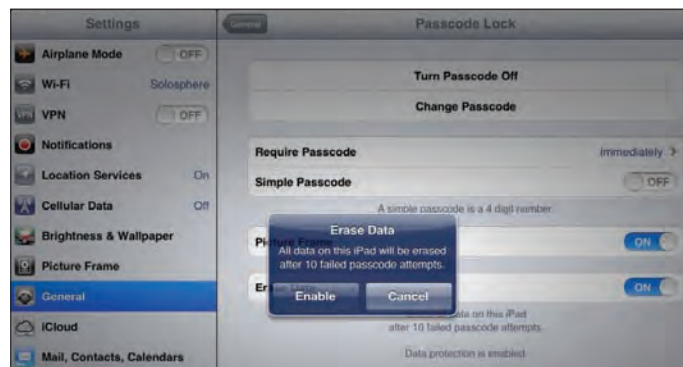 Settings
General
Passcode Lock
Airplane Mode OFF
Wi-Fi Solosphere
VPN OFF
Notifications
Location Services On
Cellular Data Off
Brightness & Wallpaper
Picture Frame
General
iCloud
Mail, Contacts, Calendars
Turn Passcode Off
Change Passcode
Require Passcode Immediately
Simple Passcode OFF
A simple passcode is a 4 digit number.
Picture Frame ON
Erase Data
All data on this iPad will be erased
after 10 failed passcode attempts.
Enable Cancel
ON
data on this iPad
after 10 failed passcode attempts.
Data protection is enabled.